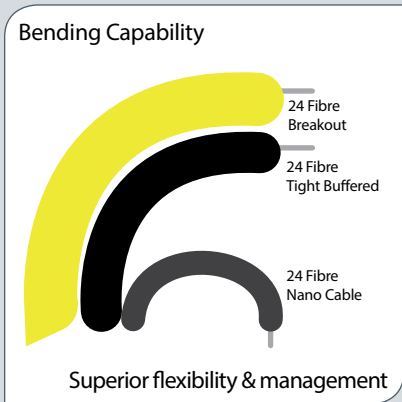 Bending Capability
24 Fibre
Breakout
24 Fibre
Tight Buffered
24 Fibre
Nano Cable
Superior flexibility & management